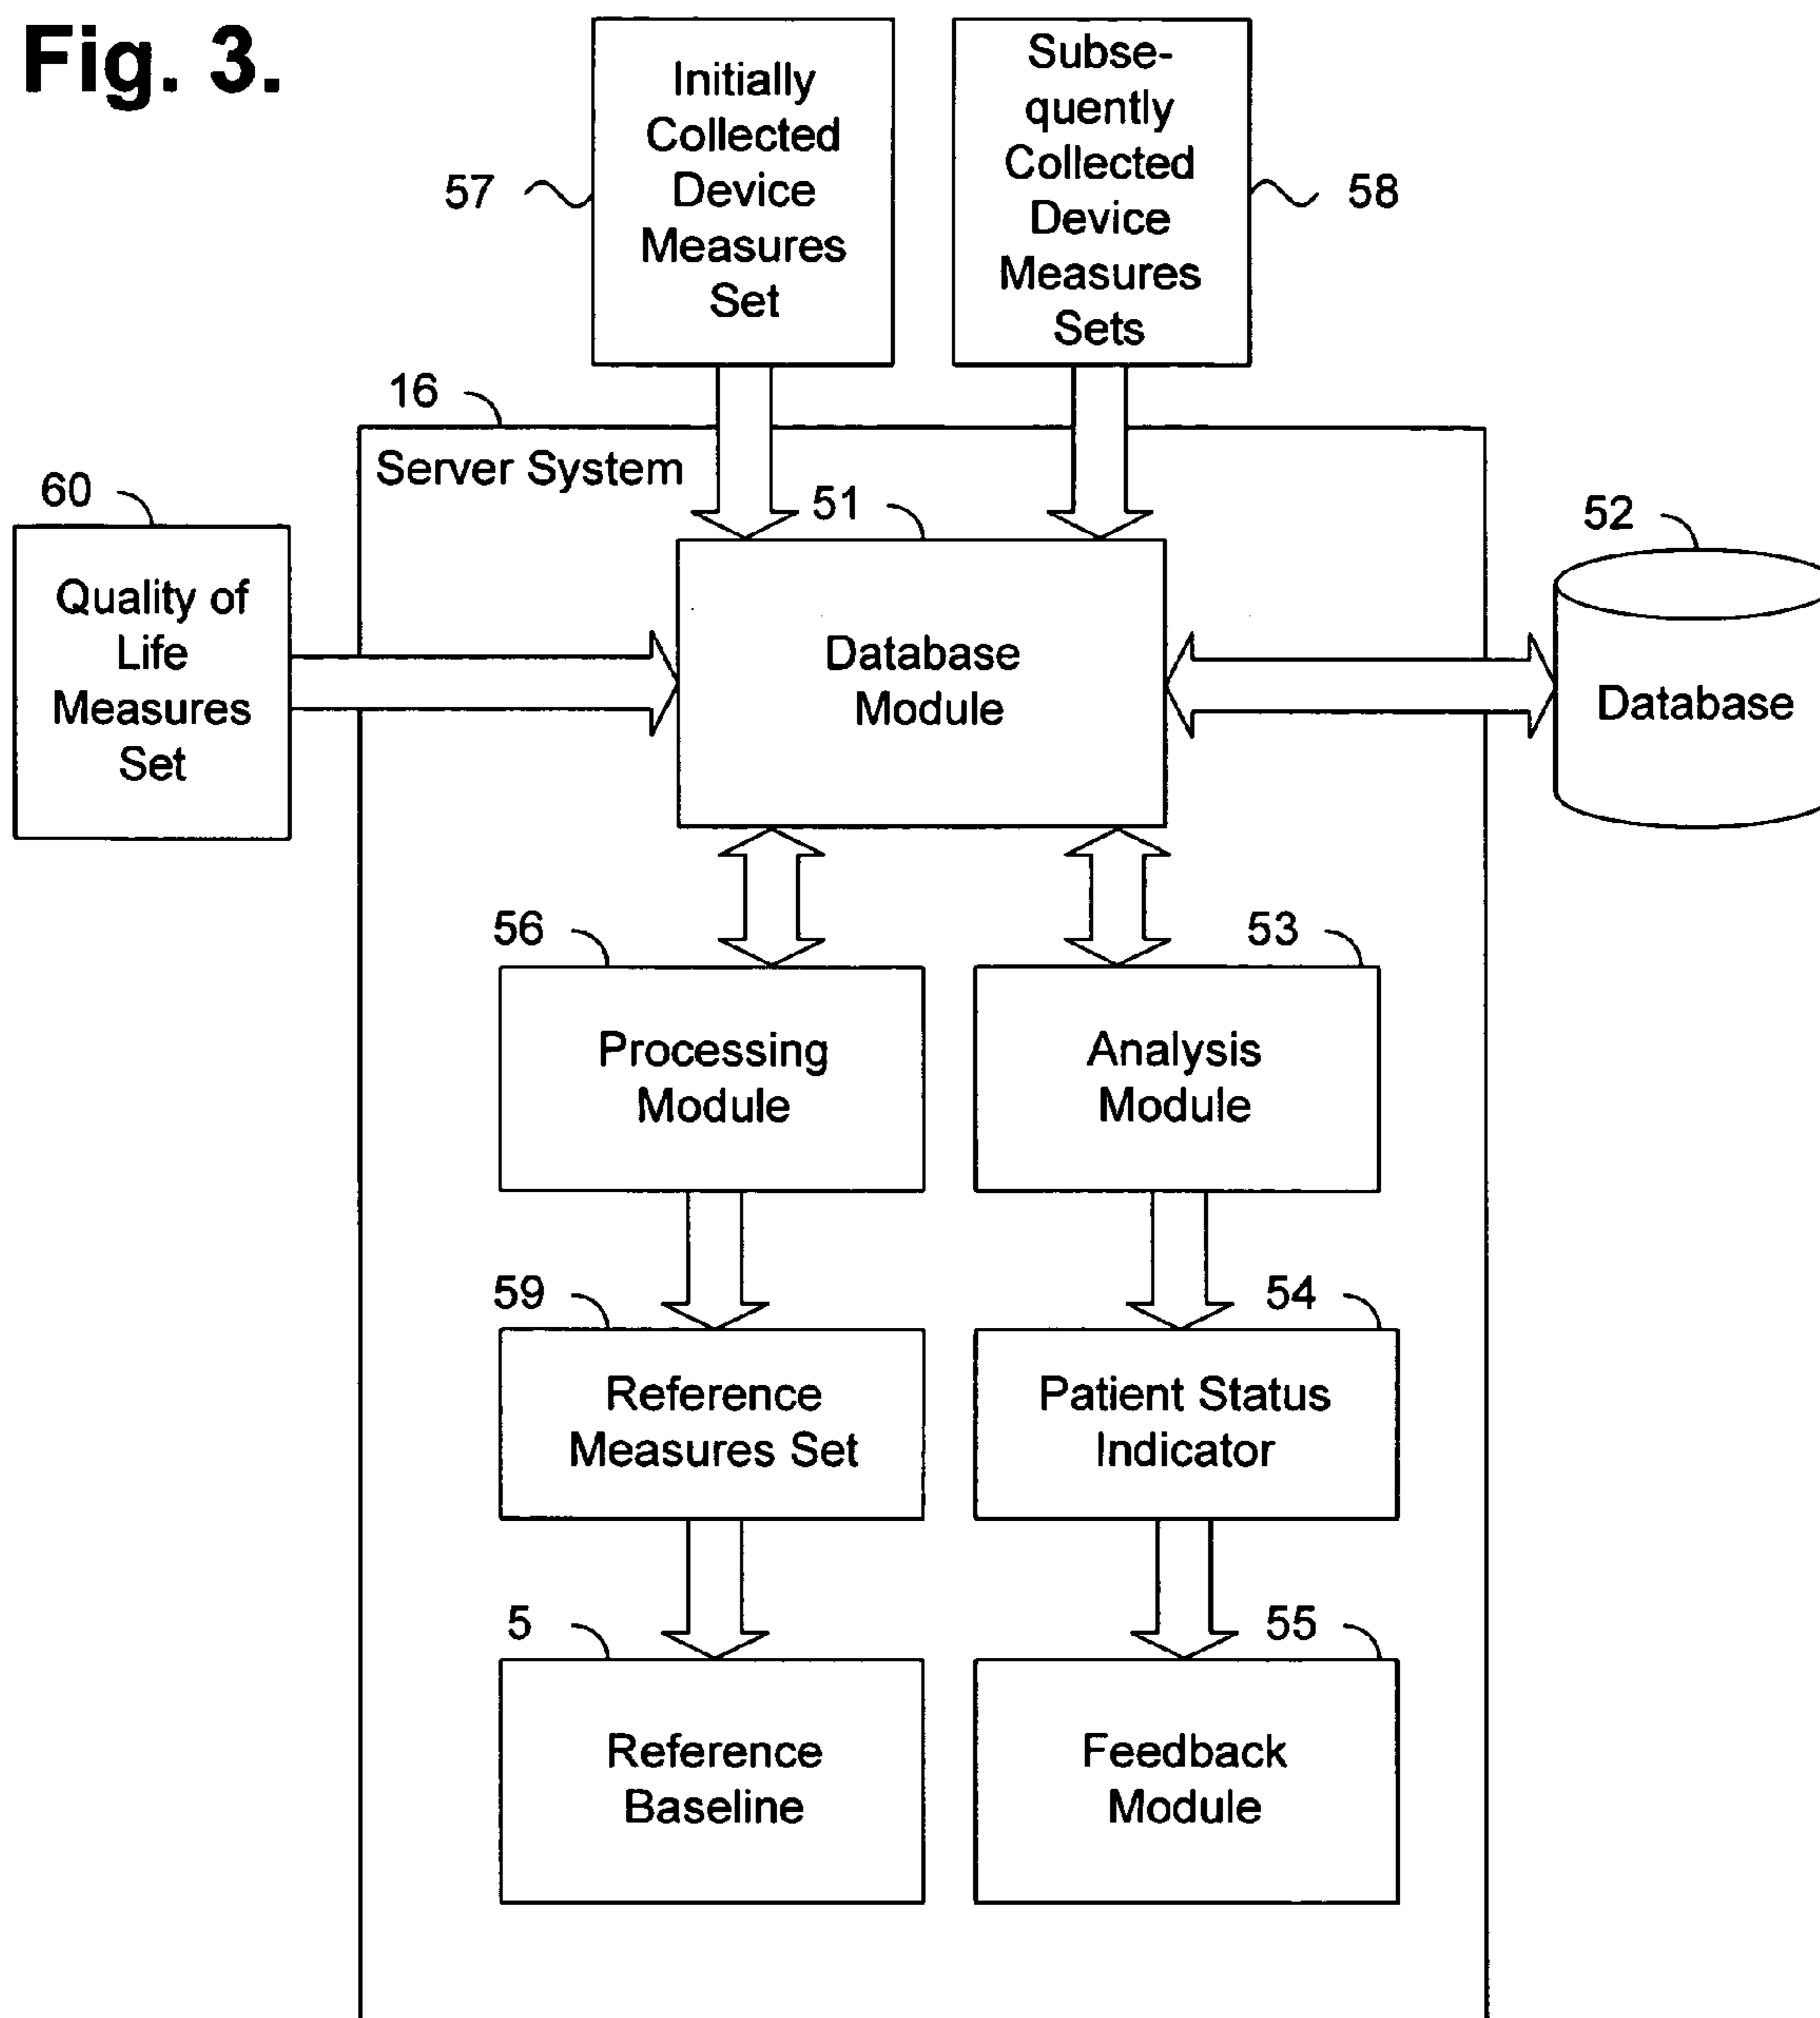 Fig. 3.
Initially
Collected
Device
Measures
Set
57
Subse-
quently
Collected
Device
Measures
Sets
58
16
Server System
60
Quality of
Life
Measures
Set
51
Database
Module
52
Database
56
Processing
Module
53
Analysis
Module
59
Reference
Measures Set
54
Patient Status
Indicator
5
Reference
Baseline
55
Feedback
Module